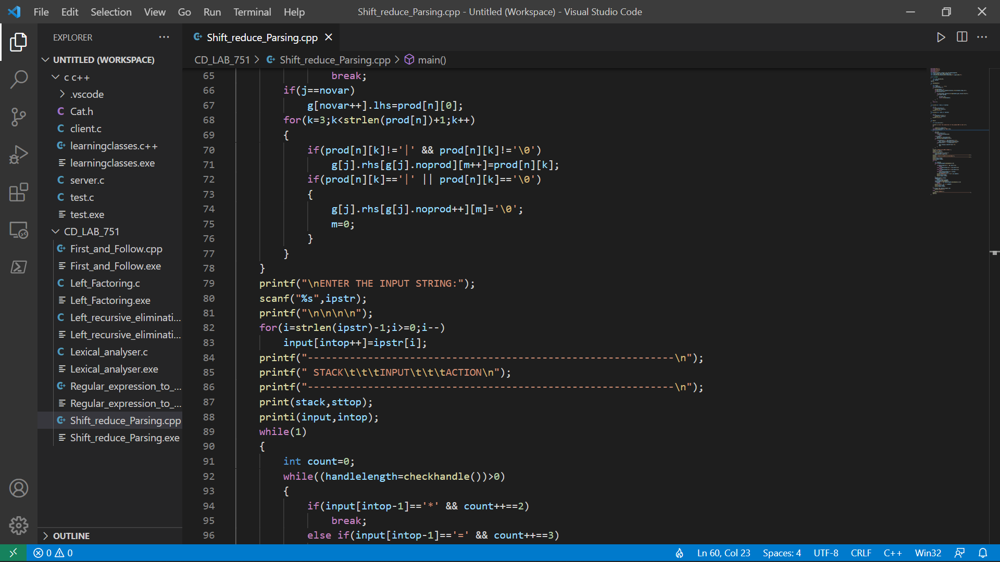 File Edit Selection View Go Run Terminal Help
Shift_reduce_Parsing.cpp - Untitled (Workspace) - Visual Studio Code
EXPLORER
UNTITLED (WORKSPACE)
c c++
.vscode
Cat.h
client.c
learningclasses.c++
learningclasses.exe
server.c
test.c
test.exe
CD_LAB_751
First_and_Follow.cpp
First_and_Follow.exe
Left_Factoring.c
Left_Factoring.exe
Left_recursive_eliminati...
Left_recursive_eliminati...
Lexical_analyser.c
Lexical_analyser.exe
Regular_expression_to_...
Regular_expression_to_...
Shift_reduce_Parsing.cpp
Shift_reduce_Parsing.exe
OUTLINE
Shift_reduce_Parsing.cpp
CD_LAB_751 > Shift_reduce_Parsing.cpp > main()
65 break;
66 if(j==novar)
67 g[novar++].lhs=prod[n][0];
68 for(k=3;k<strlen(prod[n])+1;k++)
69 {
70 if(prod[n][k]!='|' && prod[n][k]!='\0')
71 g[j].rhs[g[j].noprod][m++]=prod[n][k];
72 if(prod[n][k]=='|' || prod[n][k]=='\0')
73 {
74 g[j].rhs[g[j].noprod++][m]='\0';
75 m=0;
76 }
77 }
78 }
79 printf("\nENTER THE INPUT STRING:");
80 scanf("%s",ipstr);
81 printf("\n\n\n\n");
82 for(i=strlen(ipstr)-1;i>=0;i--)
83 input[intop++]=ipstr[i];
84 printf("-------------------------------------------------------------\n");
85 printf(" STACK\t\t\tINPUT\t\t\tACTION\n");
86 printf("-------------------------------------------------------------\n");
87 print(stack,sttop);
88 printi(input,intop);
89 while(1)
90 {
91 int count=0;
92 while((handlelength=checkhandle())>0)
93 {
94 if(input[intop-1]=='*' && count++==2)
95 break;
96 else if(input[intop-1]=='=' && count++==3)
0 0
Ln 60, Col 23 Spaces: 4 UTF-8 CRLF C++ Win32